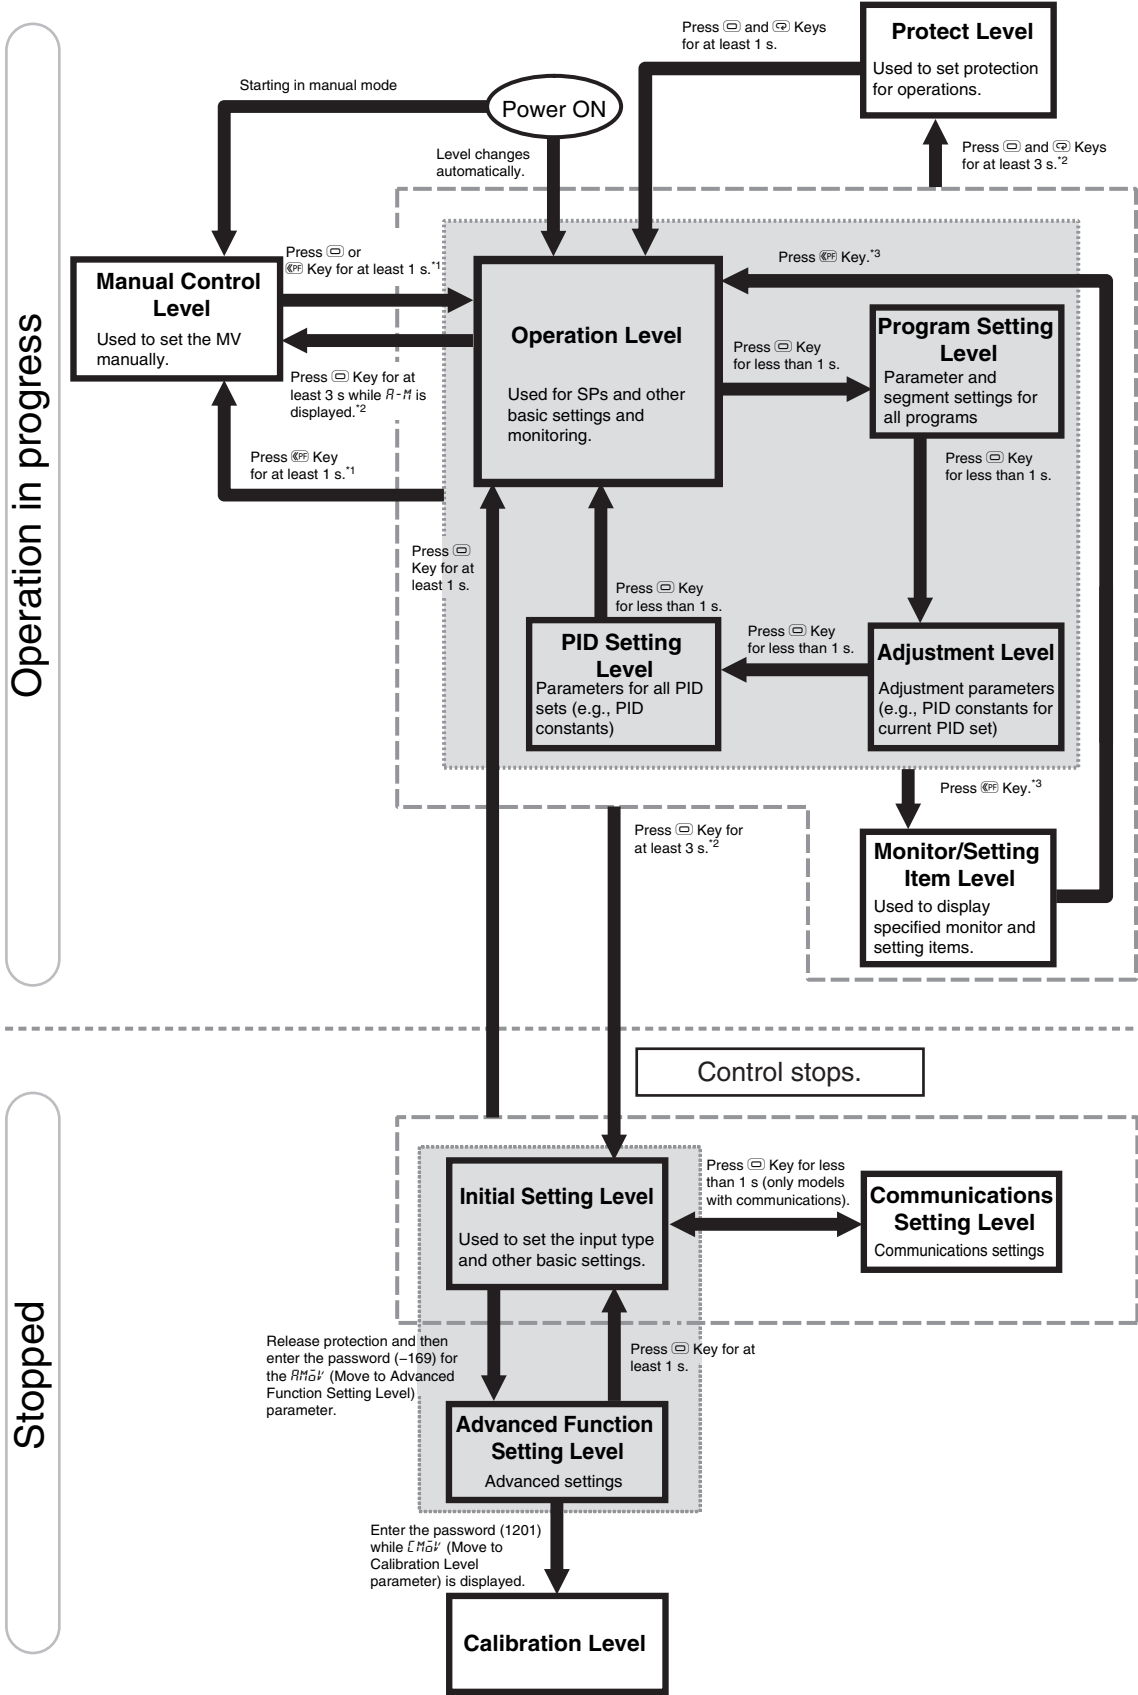 Operation in progress
Press and Keys
for at least 1 s.
Protect Level
Used to set protection
for operations.
Starting in manual mode
Power ON
Level changes
automatically.
Press and Keys
for at least 3 s.*2
Press or
PF Key for at least 1 s.*1
Manual Control
Level
Used to set the MV
manually.
Press Key for at
least 3 s while A-M is
displayed.*2
Press PF Key
for at least 1 s.*1
Operation Level
Used for SPs and other
basic settings and
monitoring.
Press PF Key.*3
Press Key
for less than 1 s.
Program Setting
Level
Parameter and
segment settings for
all programs
Press Key
for less than 1 s.
Press
Key for at
least 1 s.
Press Key
for less than 1 s.
PID Setting
Level
Parameters for all PID
sets (e.g., PID
constants)
Press Key
for less than 1 s.
Adjustment Level
Adjustment parameters
(e.g., PID constants for
current PID set)
Press PF Key.*3
Press Key for
at least 3 s.*2
Monitor/Setting
Item Level
Used to display
specified monitor and
setting items.
Control stops.
Stopped
Initial Setting Level
Used to set the input type
and other basic settings.
Press Key for less
than 1 s (only models
with communications).
Communications
Setting Level
Communications settings
Release protection and then
enter the password (−169) for
the AMoV (Move to Advanced
Function Setting Level)
parameter.
Press Key for at
least 1 s.
Advanced Function
Setting Level
Advanced settings
Enter the password (1201)
while CMoV (Move to
Calibration Level
parameter) is displayed.
Calibration Level